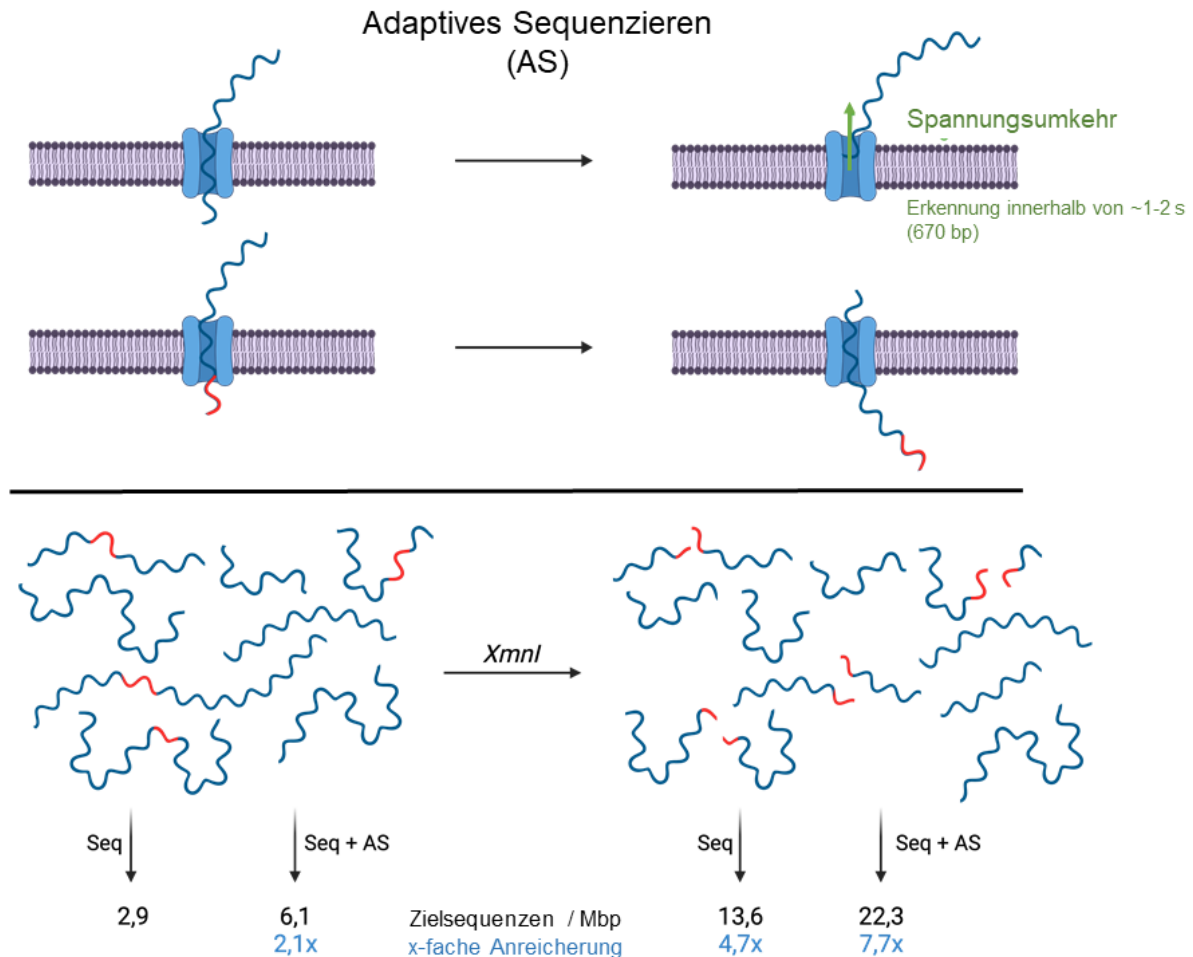 Adaptives Sequenzieren
(AS)
Spannungsumkehr
Erkennung innerhalb von ~1-2 s
(670 bp)
XmnI
Seq
Seq + AS
Seq
Seq + AS
2,9
6,1
Zielsequenzen / Mbp
13,6
22,3
2,1x
x-fache Anreicherung
4,7x
7,7x